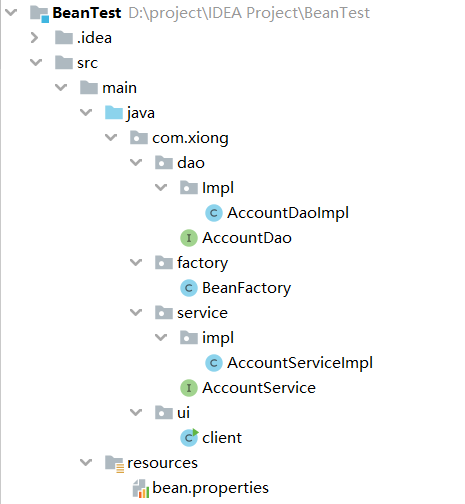 BeanTest D:\project\IDEA Project\BeanTest
.idea
src
main
java
com.xiong
dao
Impl
C AccountDaoImpl
I AccountDao
factory
C BeanFactory
service
impl
C AccountServiceImpl
I AccountService
ui
C client
resources
bean.properties